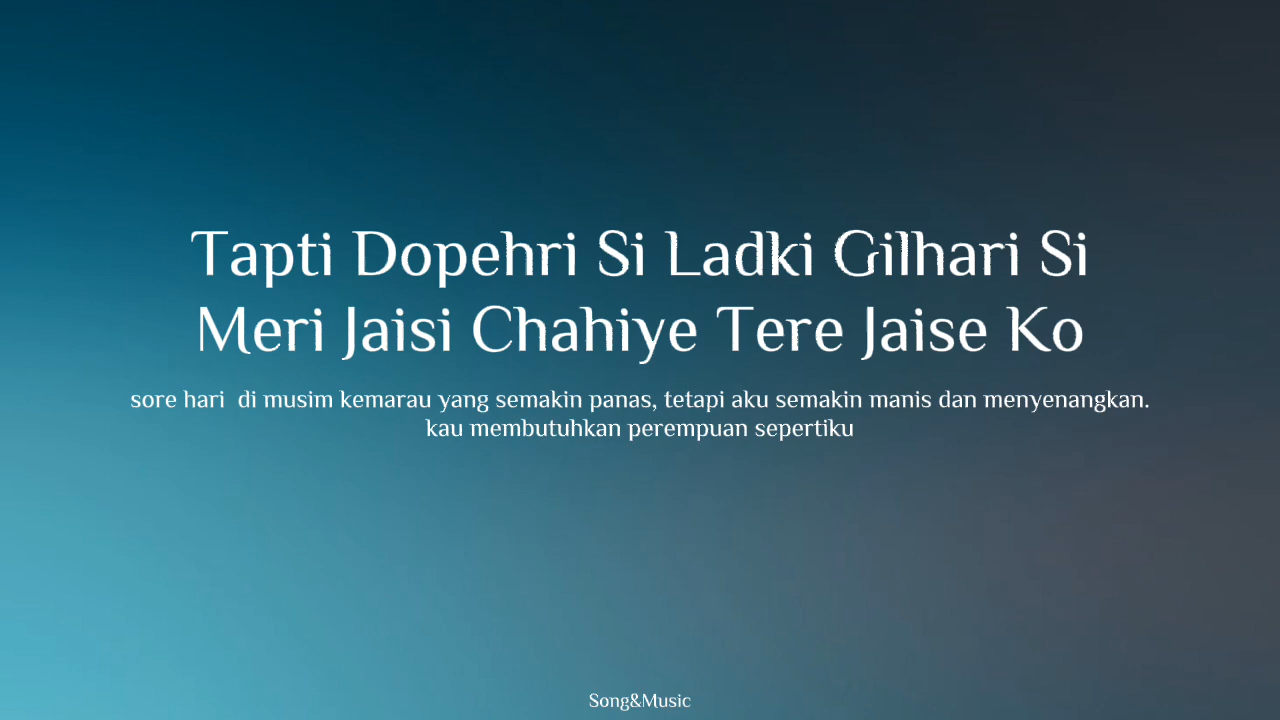 Tapti Dopehri Si Ladki Gilhari Si
Meri Jaisi Chahiye Tere Jaise Ko
sore hari  di musim kemarau yang semakin panas, tetapi aku semakin manis dan menyenangkan.
kau membutuhkan perempuan sepertiku
Song&Music